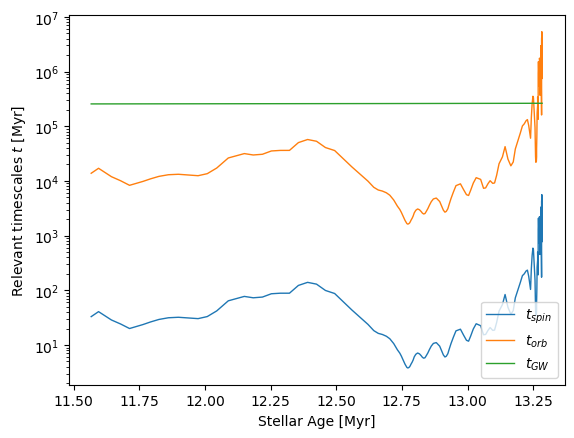 Relevant timescales t [Myr]
10^7
10^6
10^5
10^4
10^3
10^2
10^1
t_spin
t_orb
t_GW
11.50 11.75 12.00 12.25 12.50 12.75 13.00 13.25
Stellar Age [Myr]